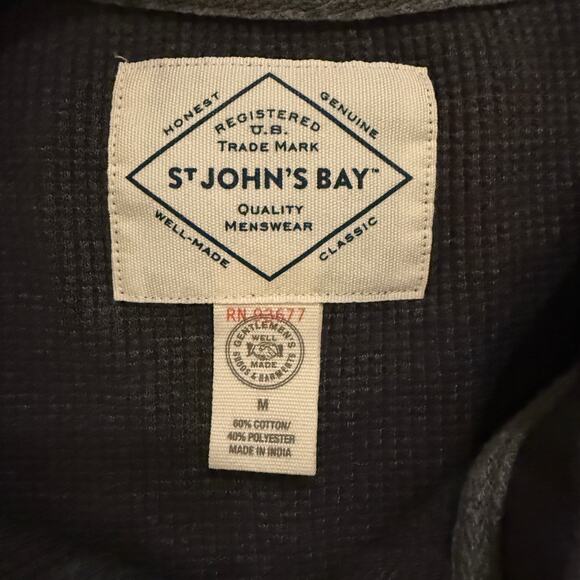 HONEST
GENUINE
REGISTERED
U.S.
TRADE MARK
ST JOHN'S BAY™
QUALITY
MENSWEAR
WELL-MADE
CLASSIC
RN 93677
GENTLEMEN'S
WELL
MADE
GOODS & GARMENTS
M
60% COTTON/
40% POLYESTER
MADE IN INDIA